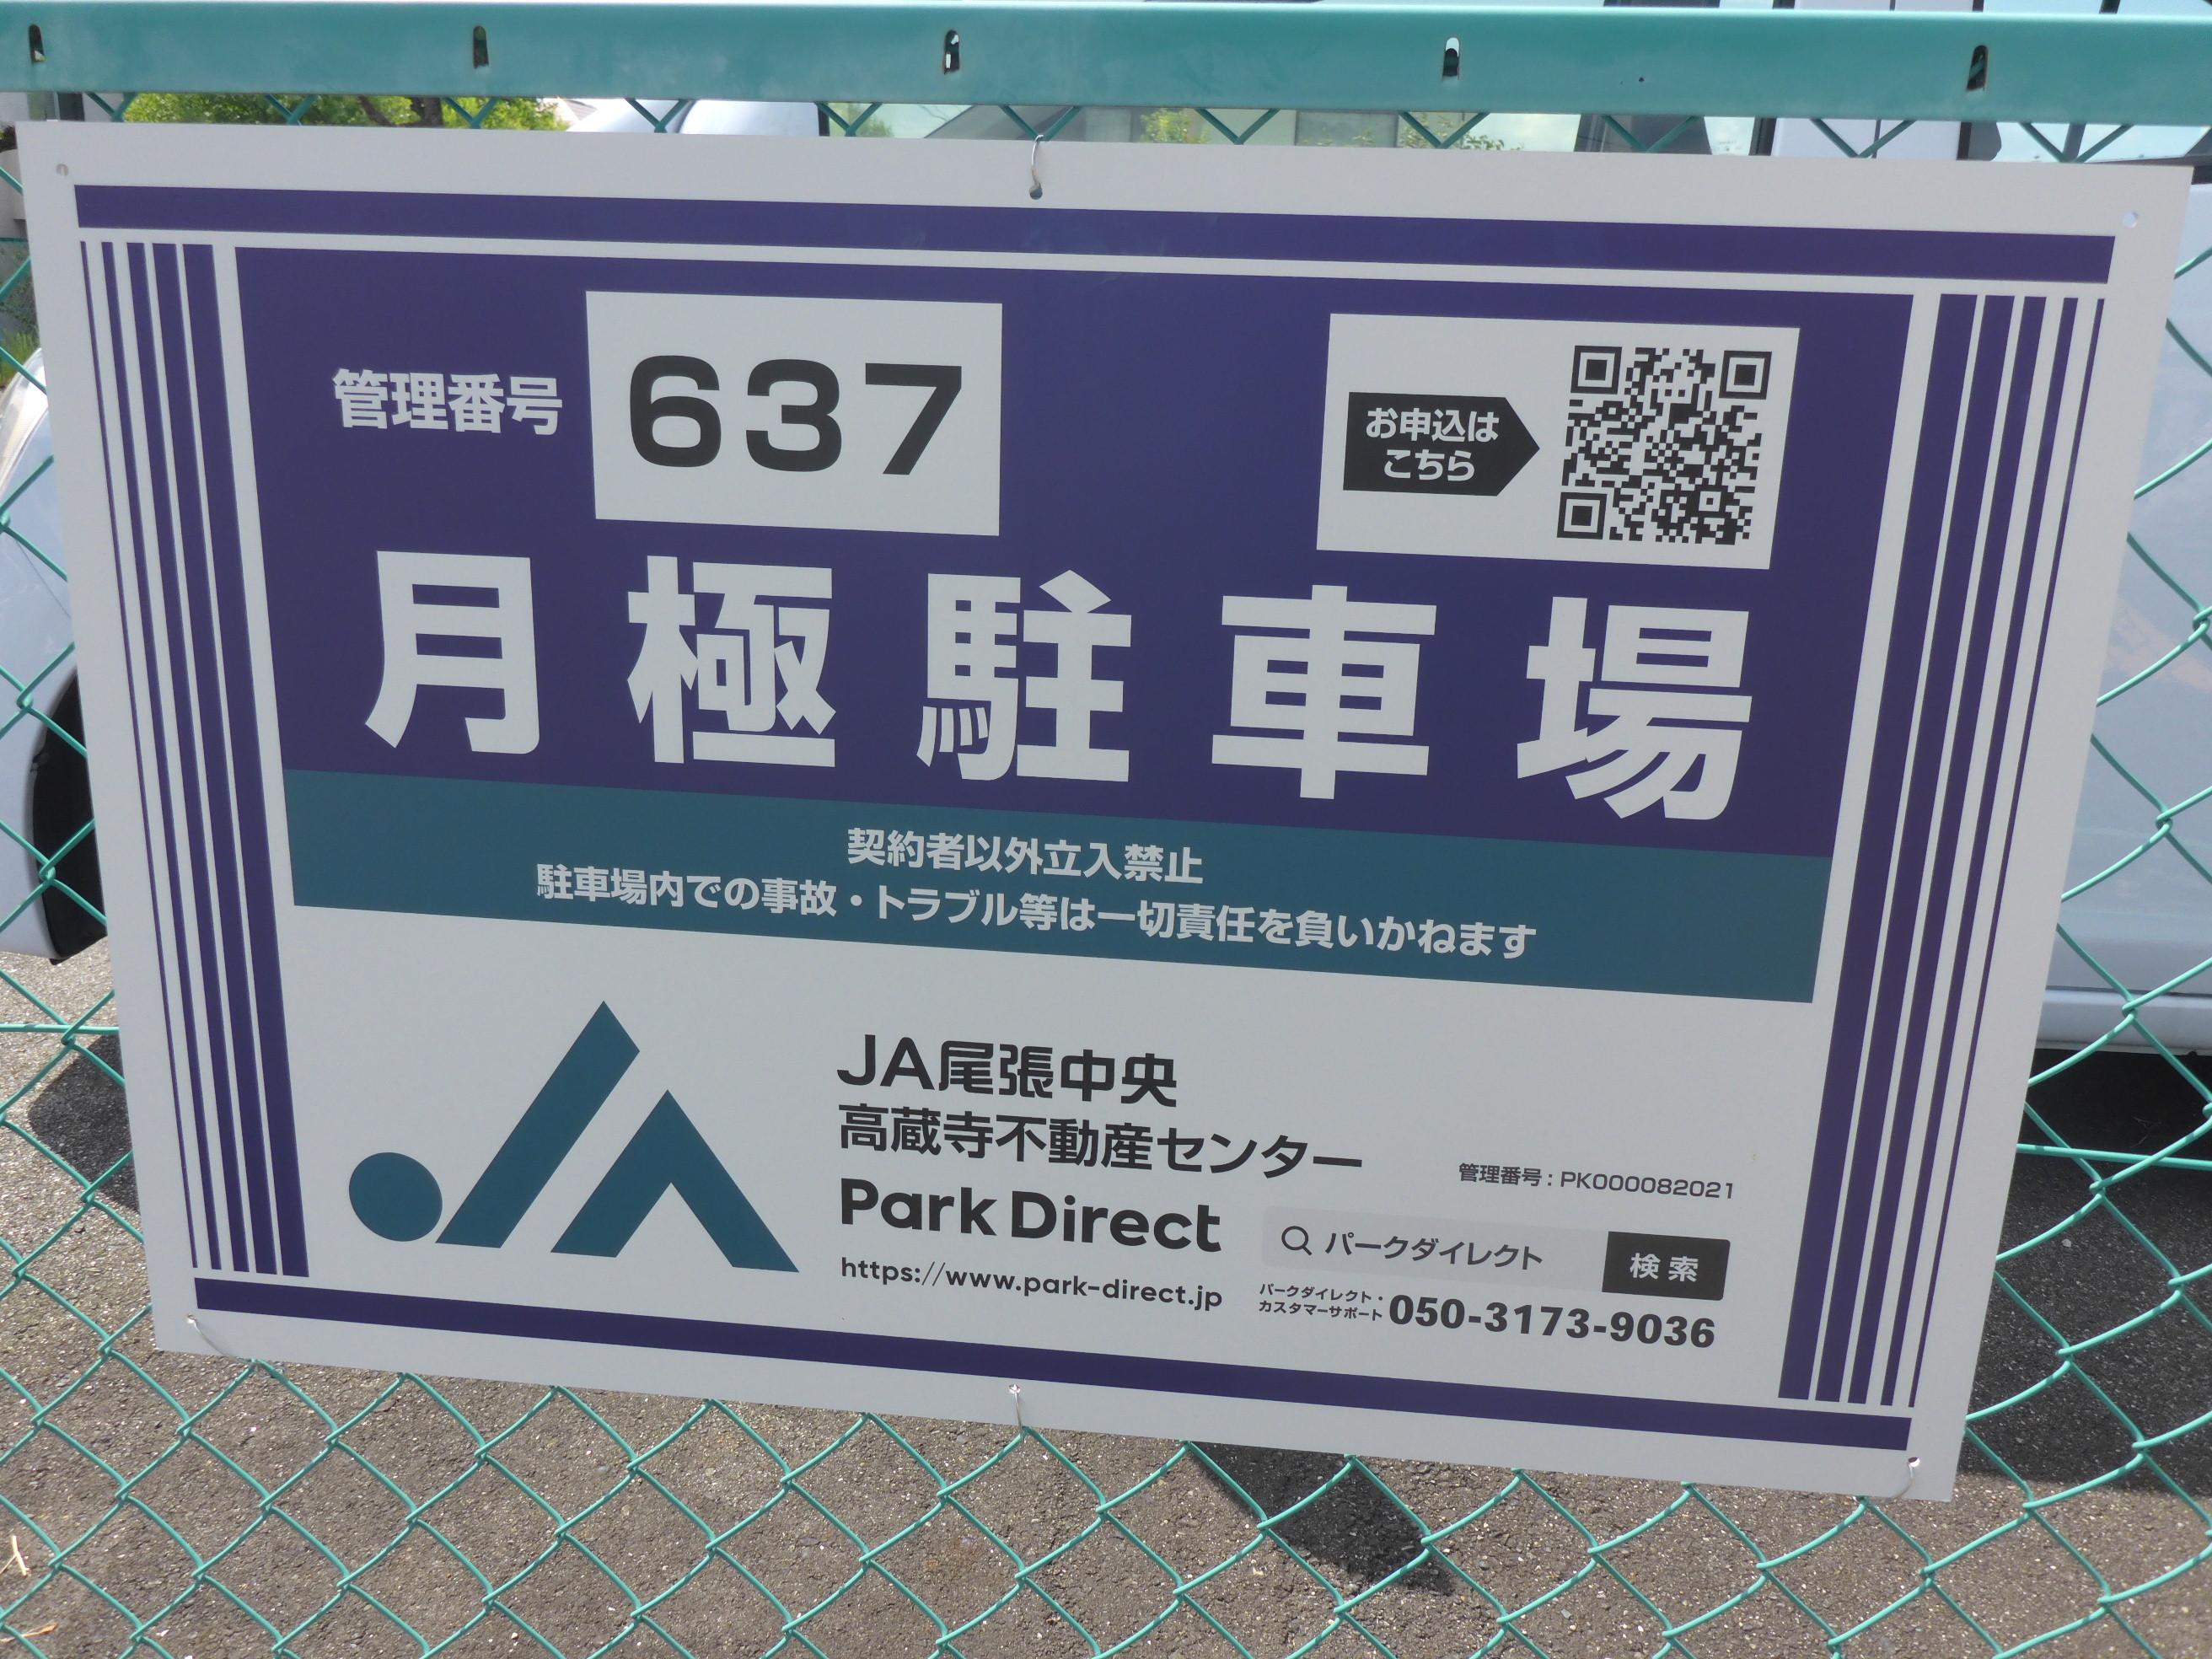 管理番号
637
お申込は
こちら
月極駐車場
契約者以外立入禁止
駐車場内での事故・トラブル等は一切責任を負いかねます
JA
JA尾張中央
高蔵寺不動産センター
Park Direct
https://www.park-direct.jp
管理番号：PK000082021
パークダイレクト
検索
パークダイレクト・
カスタマーサポート
050-3173-9036